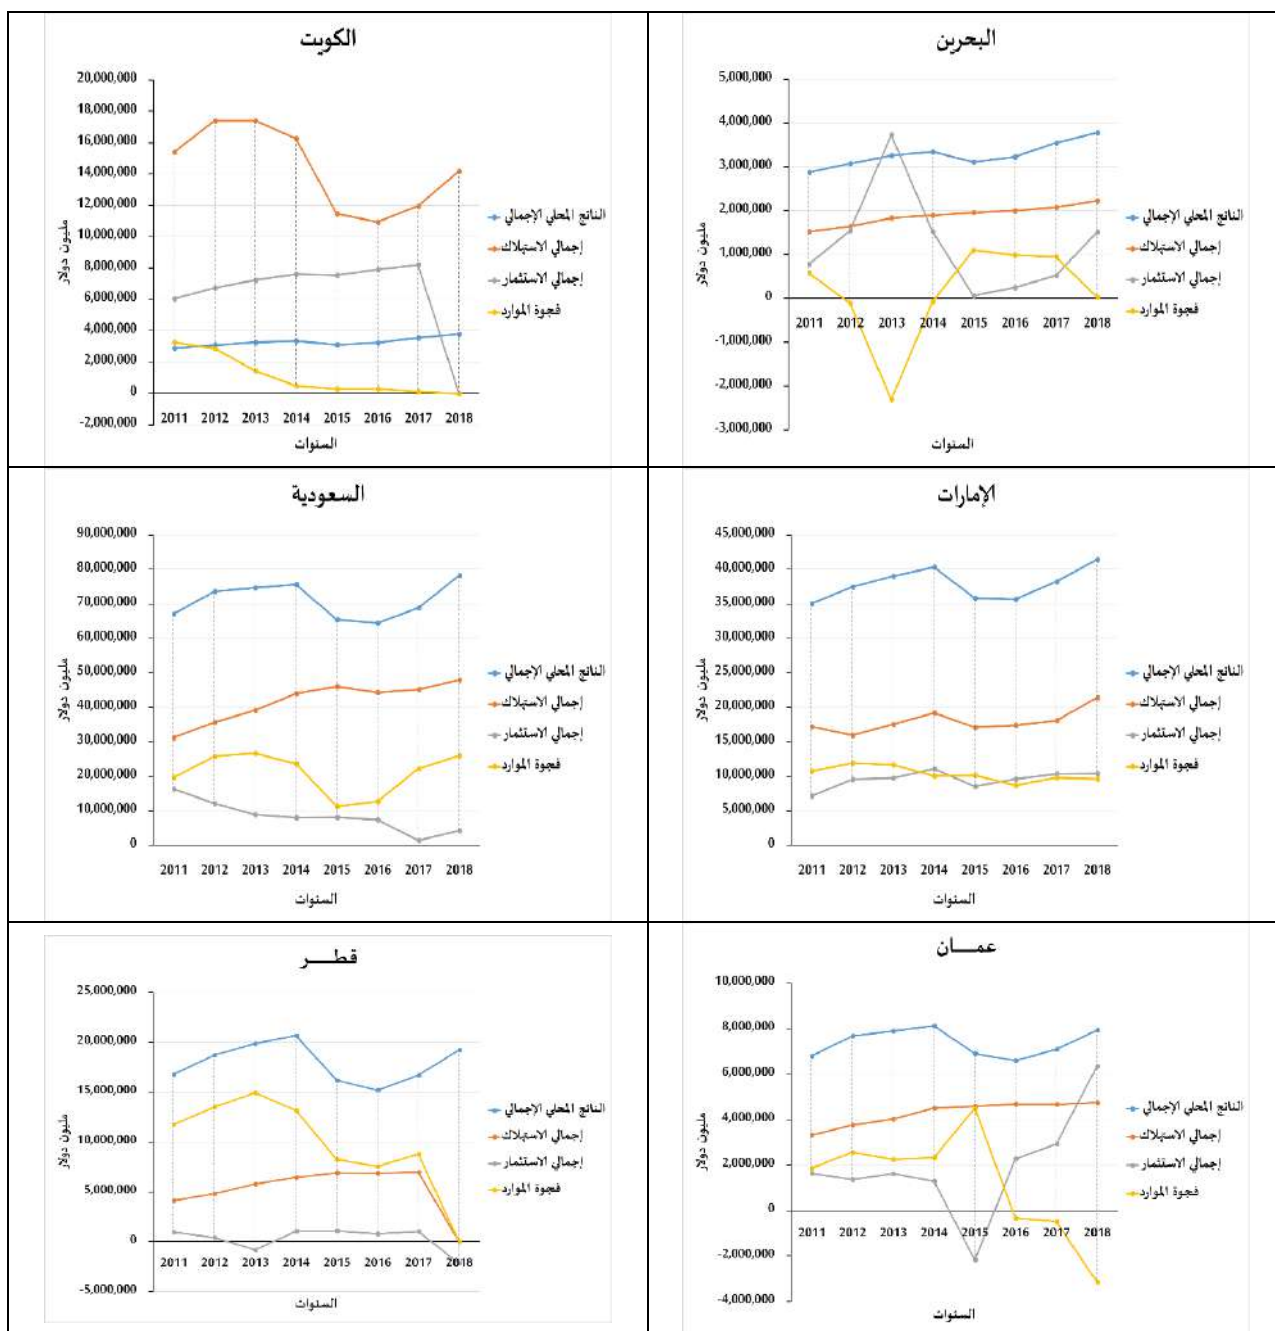 الكويت
20,000,000
18,000,000
16,000,000
14,000,000
12,000,000
10,000,000
8,000,000
6,000,000
4,000,000
2,000,000
0
-2,000,000
مليون دولار
2011 2012 2013 2014 2015 2016 2017 2018
السنوات
الناتج المحلي الإجمالي
إجمالي الاستهلاك
إجمالي الاستثمار
فجوة الموارد
البحرين
5,000,000
4,000,000
3,000,000
2,000,000
1,000,000
0
-1,000,000
-2,000,000
-3,000,000
مليون دولار
2011 2012 2013 2014 2015 2016 2017 2018
السنوات
الناتج المحلي الإجمالي
إجمالي الاستهلاك
إجمالي الاستثمار
فجوة الموارد
السعودية
90,000,000
80,000,000
70,000,000
60,000,000
50,000,000
40,000,000
30,000,000
20,000,000
10,000,000
0
مليون دولار
2011 2012 2013 2014 2015 2016 2017 2018
السنوات
الناتج المحلي الإجمالي
إجمالي الاستهلاك
إجمالي الاستثمار
فجوة الموارد
الإمارات
45,000,000
40,000,000
35,000,000
30,000,000
25,000,000
20,000,000
15,000,000
10,000,000
5,000,000
0
مليون دولار
2011 2012 2013 2014 2015 2016 2017 2018
السنوات
الناتج المحلي الإجمالي
إجمالي الاستهلاك
إجمالي الاستثمار
فجوة الموارد
قطـــر
25,000,000
20,000,000
15,000,000
10,000,000
5,000,000
0
-5,000,000
مليون دولار
2011 2012 2013 2014 2015 2016 2017 2018
السنوات
الناتج المحلي الإجمالي
إجمالي الاستهلاك
إجمالي الاستثمار
فجوة الموارد
عمـــان
10,000,000
8,000,000
6,000,000
4,000,000
2,000,000
0
-2,000,000
-4,000,000
مليون دولار
2011 2012 2013 2014 2015 2016 2017 2018
السنوات
الناتج المحلي الإجمالي
إجمالي الاستهلاك
إجمالي الاستثمار
فجوة الموارد